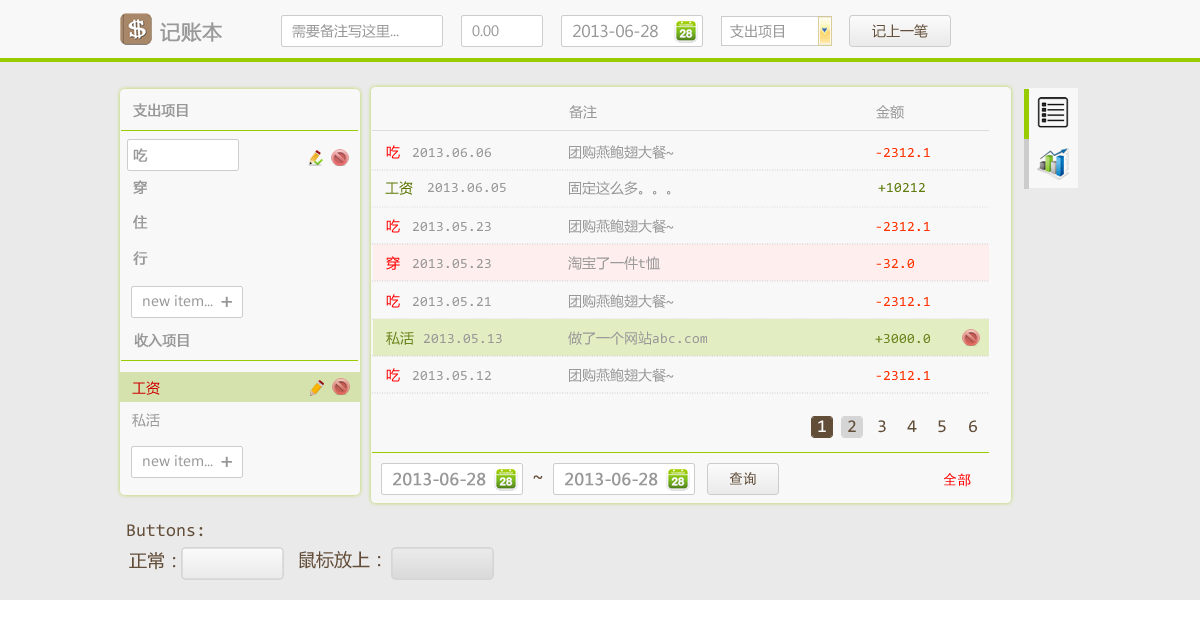 $ 记账本 需要备注写这里... 0.00 2013-06-28 28 支出项目 记上一笔
支出项目
吃
穿
住
行
new item... +
收入项目
工资
私活
new item... +
备注 金额
吃 2013.06.06 团购燕鲍翅大餐~ -2312.1
工资 2013.06.05 固定这么多。。。 +10212
吃 2013.05.23 团购燕鲍翅大餐~ -2312.1
穿 2013.05.23 淘宝了一件t恤 -32.0
吃 2013.05.21 团购燕鲍翅大餐~ -2312.1
私活 2013.05.13 做了一个网站abc.com +3000.0
吃 2013.05.12 团购燕鲍翅大餐~ -2312.1
1 2 3 4 5 6
2013-06-28 28 ~ 2013-06-28 28 查询 全部
Buttons:
正常： 鼠标放上：